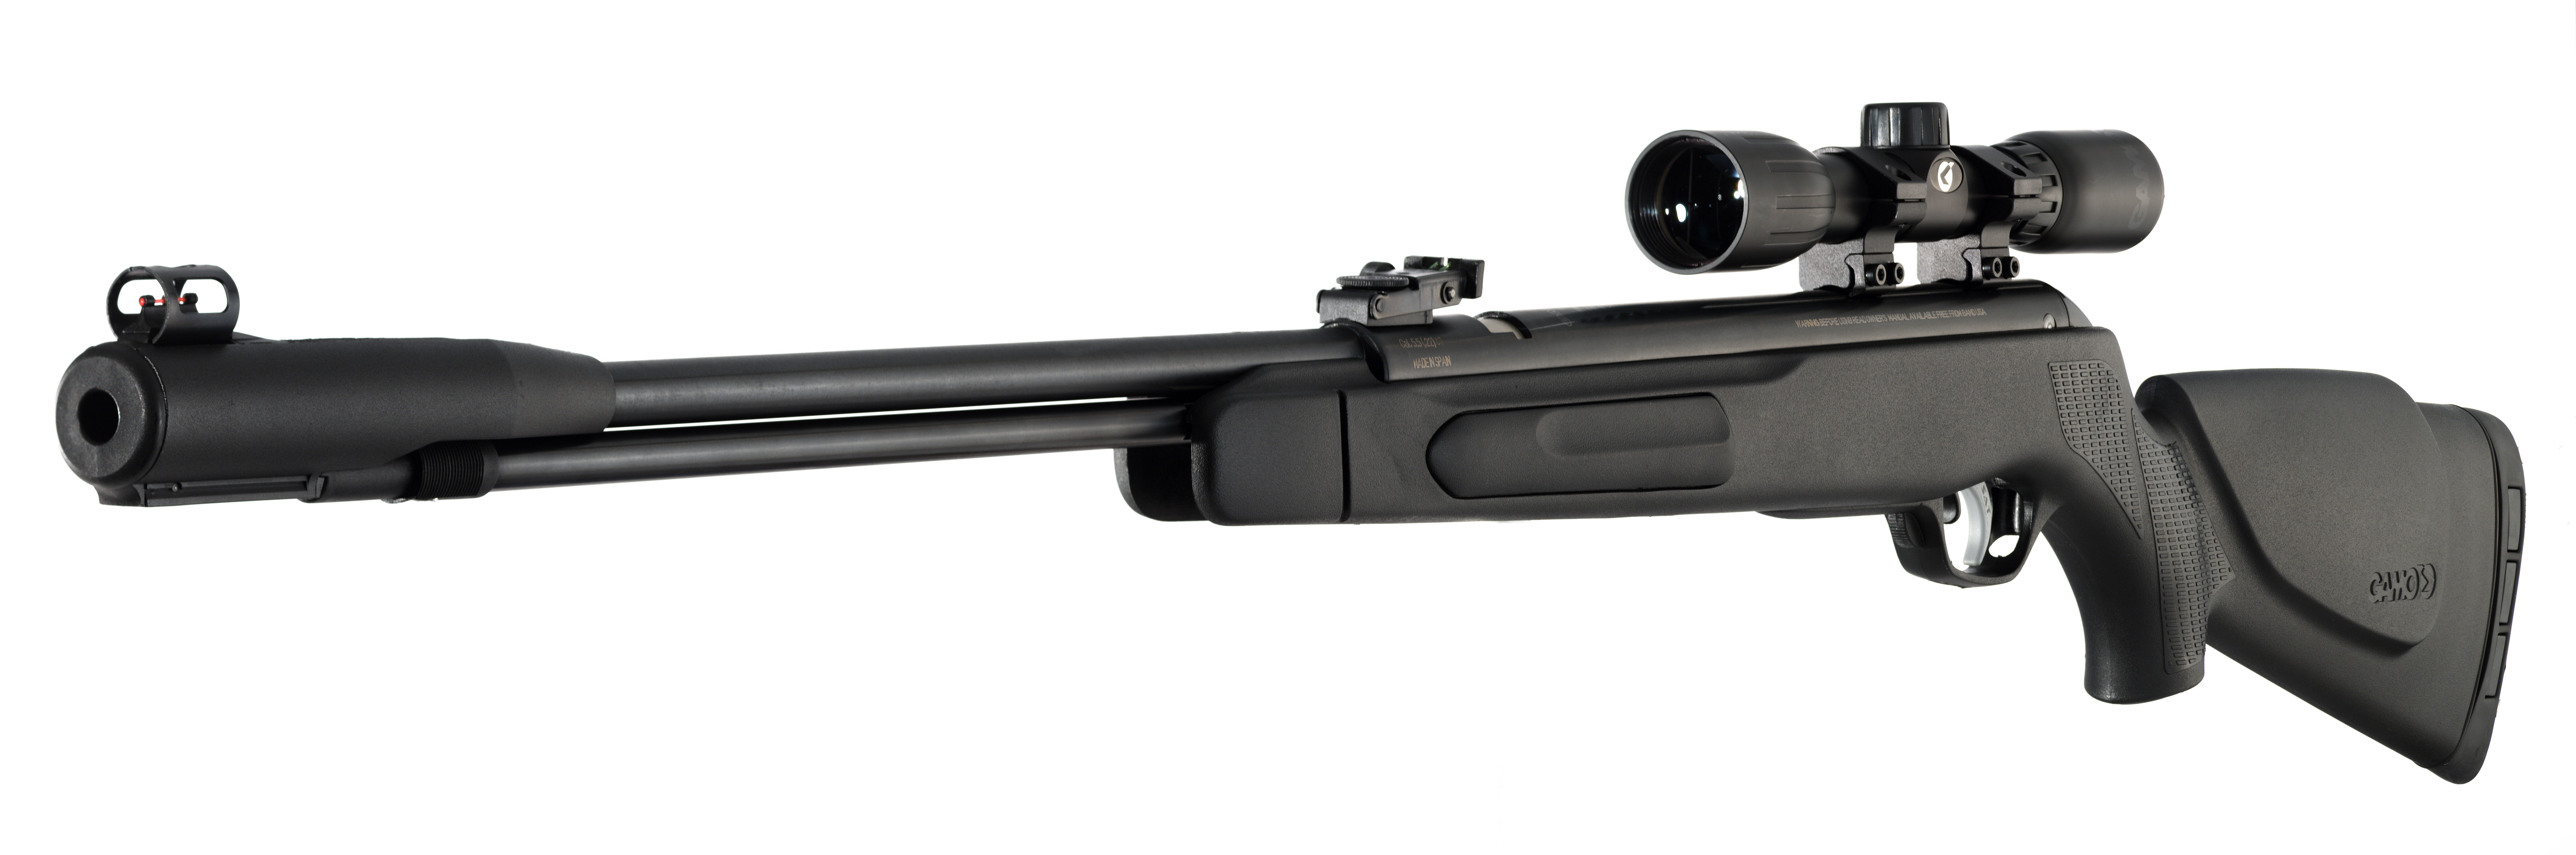 GAMO
CAL 5,5 (.22)
MADE IN SPAIN
WARNING: BEFORE USING READ OWNER'S MANUAL, AVAILABLE FREE FROM GAMO USA
GAMO